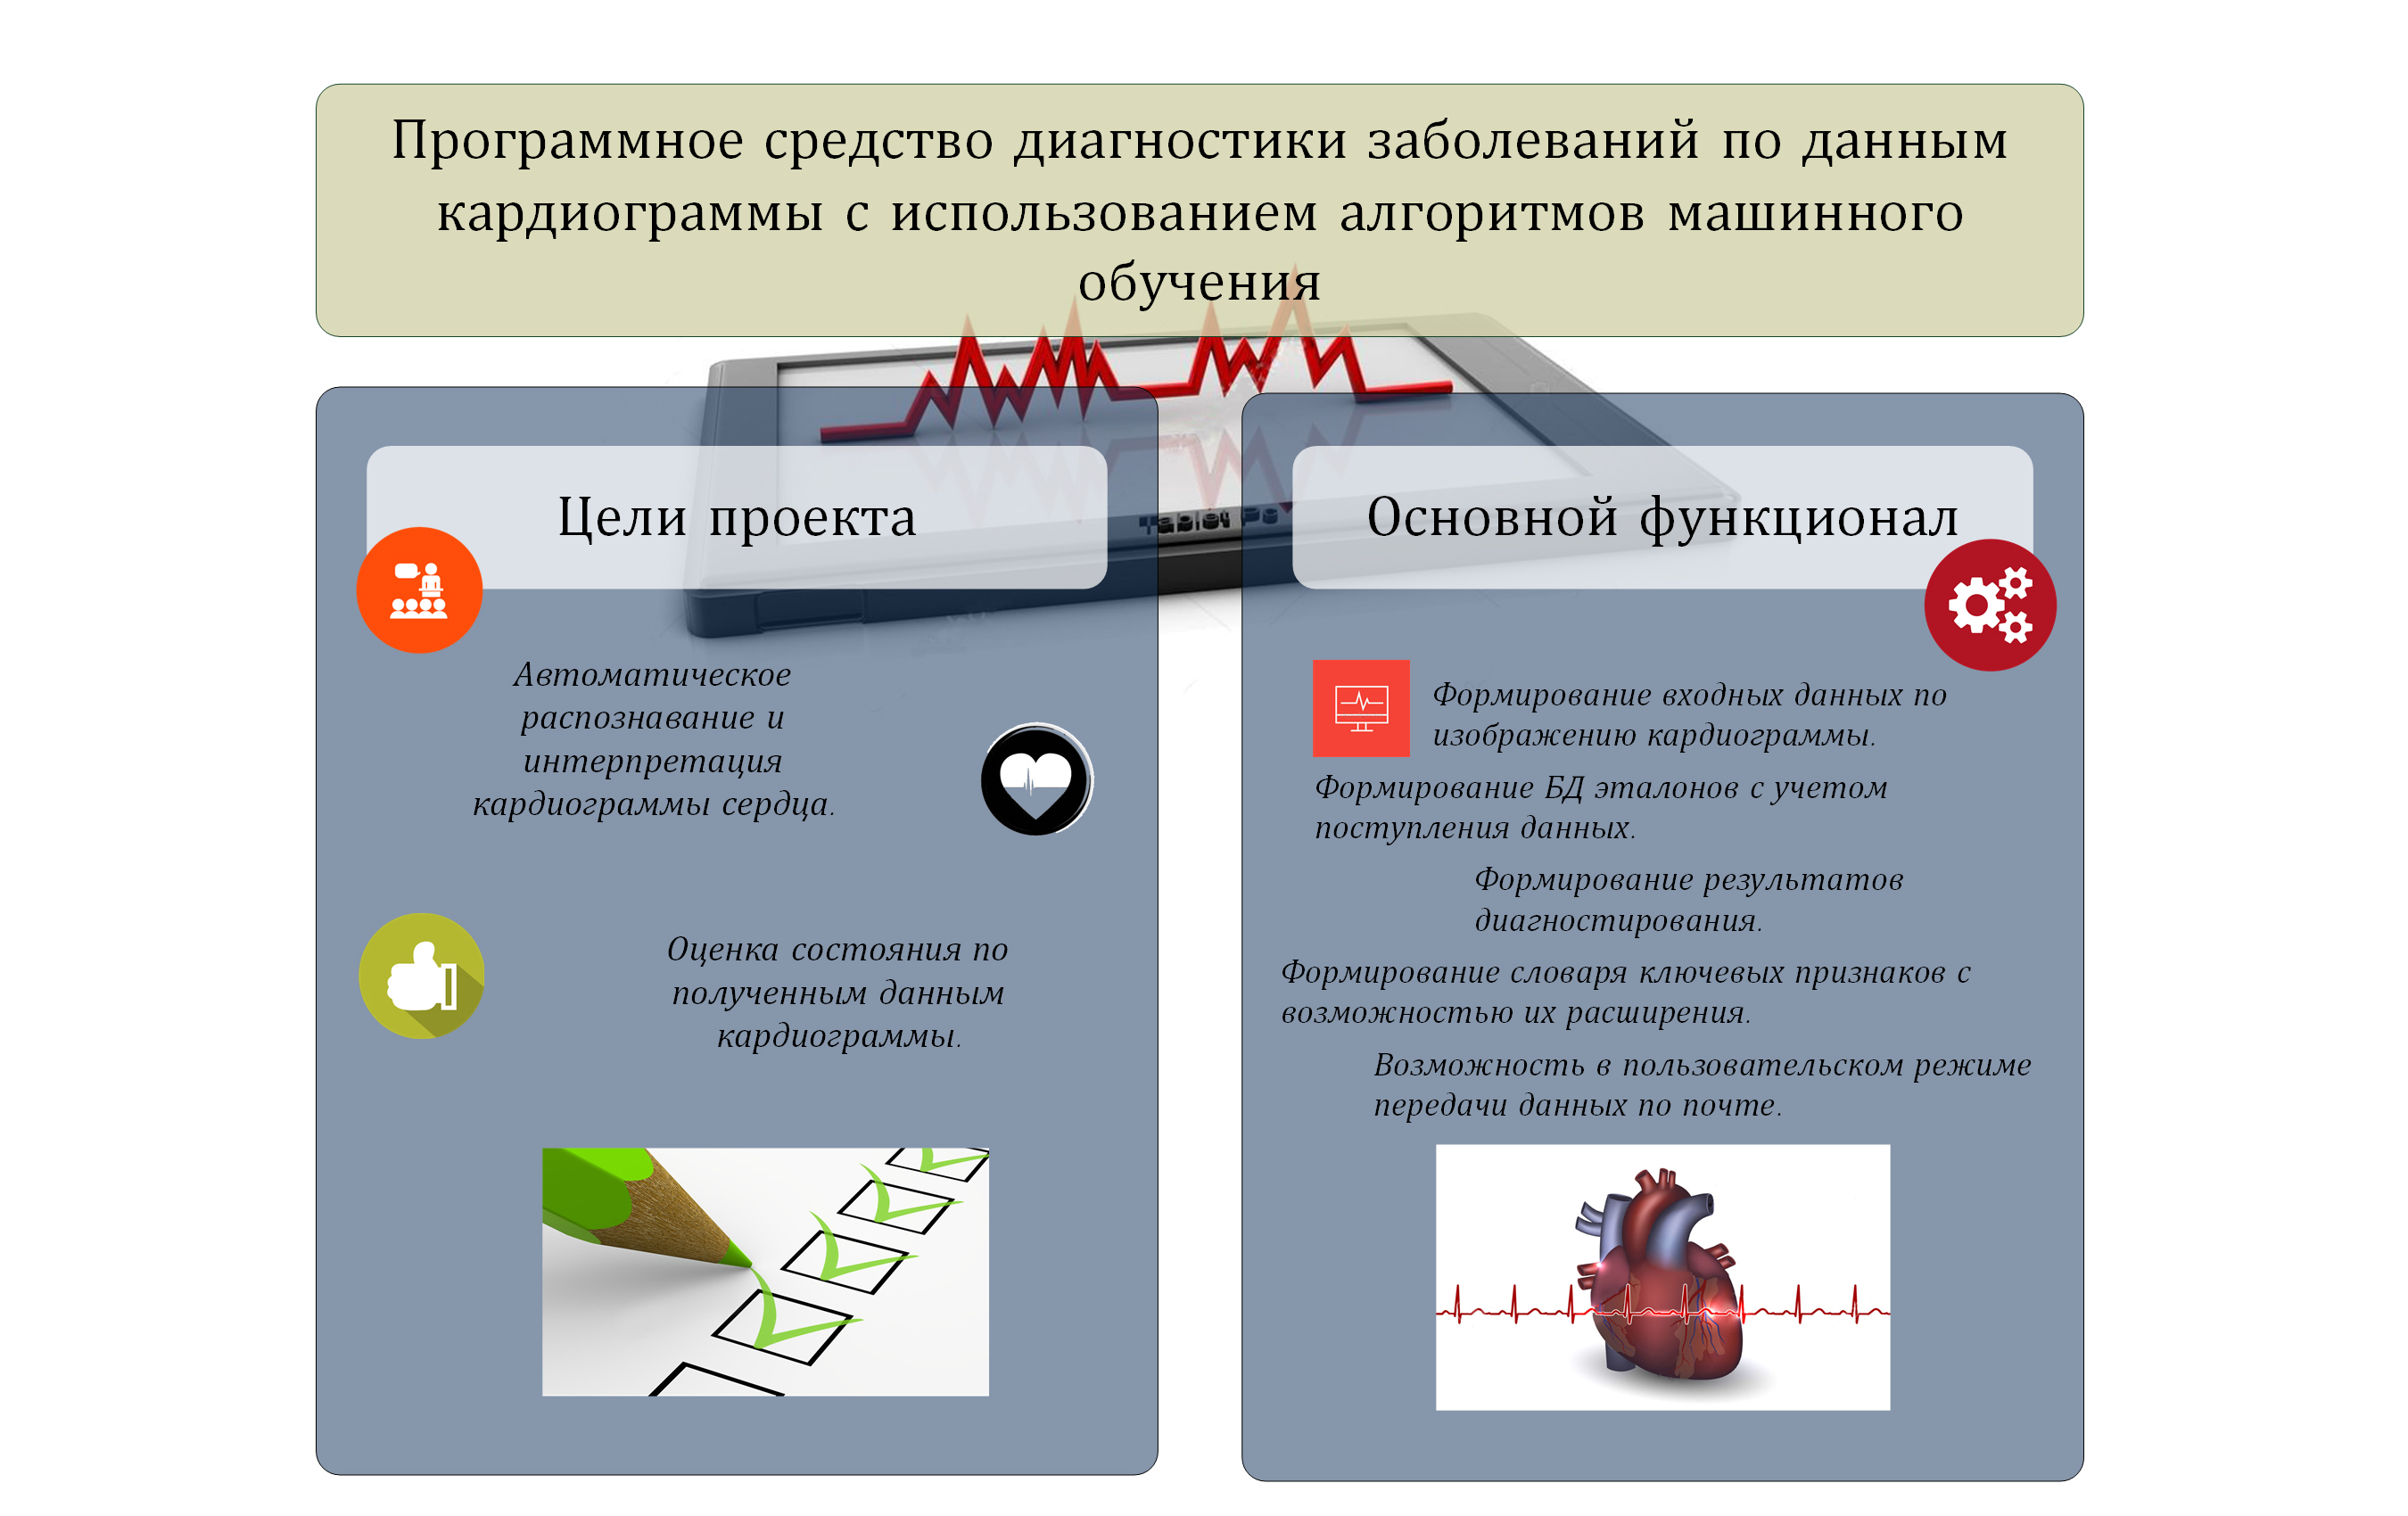 Программное средство диагностики заболеваний по данным
кардиограммы с использованием алгоритмов машинного
обучения
Цели проекта
Автоматическое
распознавание и
интерпретация
кардиограммы сердца.
Оценка состояния по
полученным данным
кардиограммы.
Основной функционал
Формирование входных данных по
изображению кардиограммы.
Формирование БД эталонов с учетом
поступления данных.
Формирование результатов
диагностирования.
Формирование словаря ключевых признаков с
возможностью их расширения.
Возможность в пользовательском режиме
передачи данных по почте.